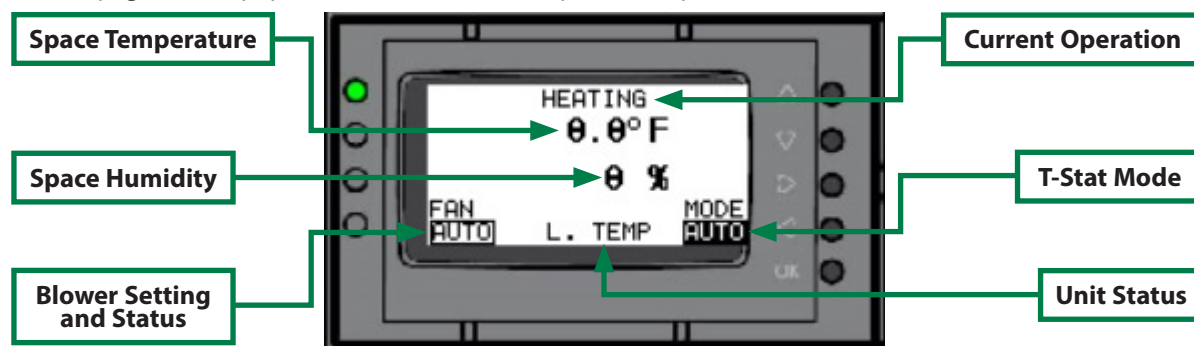 Space Temperature
Current Operation
HEATING
0.0°F
Space Humidity
0 %
T-Stat Mode
FAN
MODE
AUTO
L. TEMP
AUTO
OK
Blower Setting
and Status
Unit Status